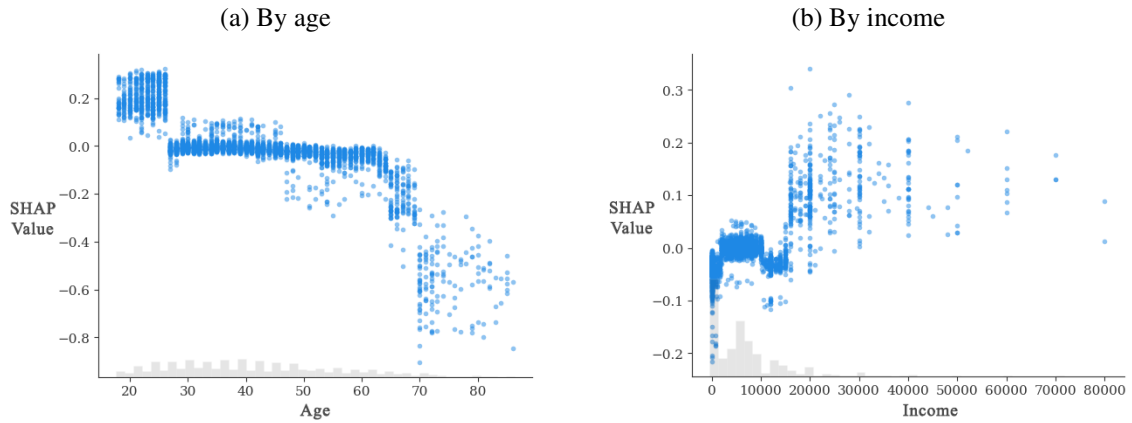 (a) By age
(b) By income
0.2
0.0
−0.2
−0.4
−0.6
−0.8
SHAP
Value
20 30 40 50 60 70 80
Age
0.3
0.2
0.1
0.0
−0.1
−0.2
SHAP
Value
0 10000 20000 30000 40000 50000 60000 70000 80000
Income